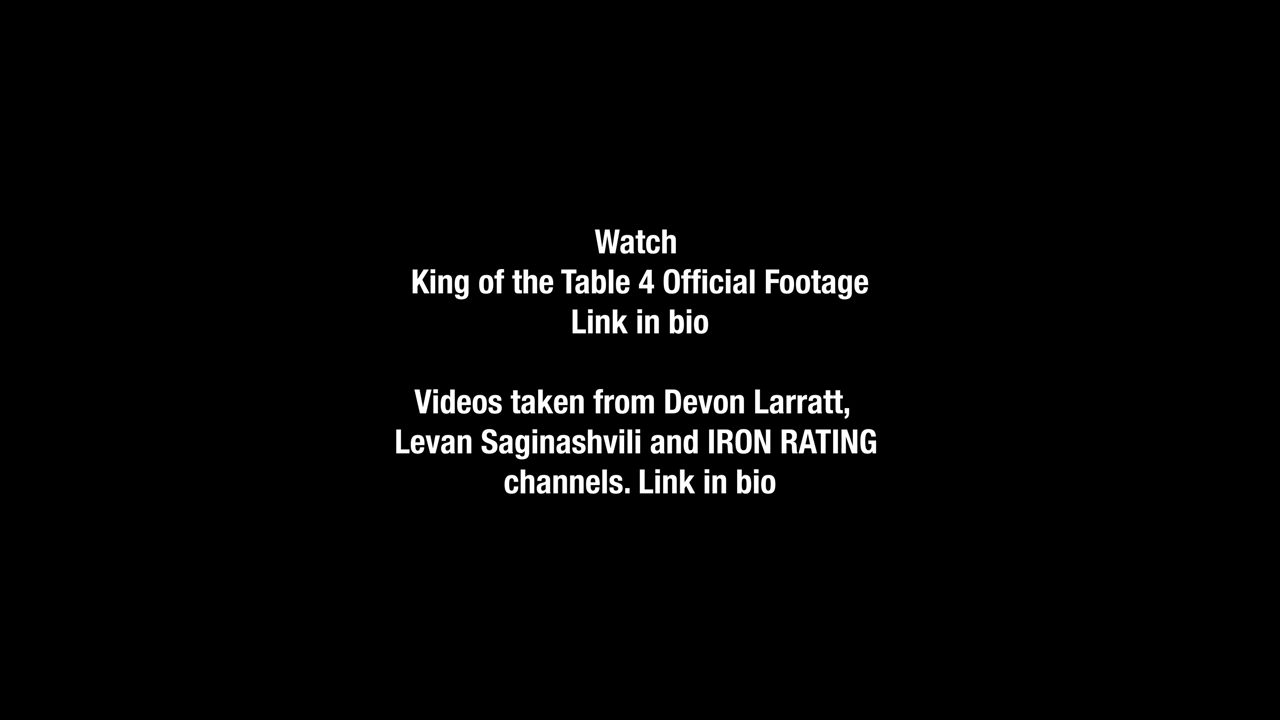 Watch
King of the Table 4 Official Footage
Link in bio
Videos taken from Devon Larratt,
Levan Saginashvili and IRON RATING
channels. Link in bio